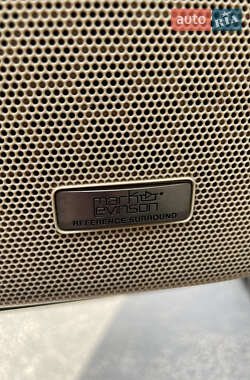 auto RIA
mark levinson
REFERENCE SURROUND